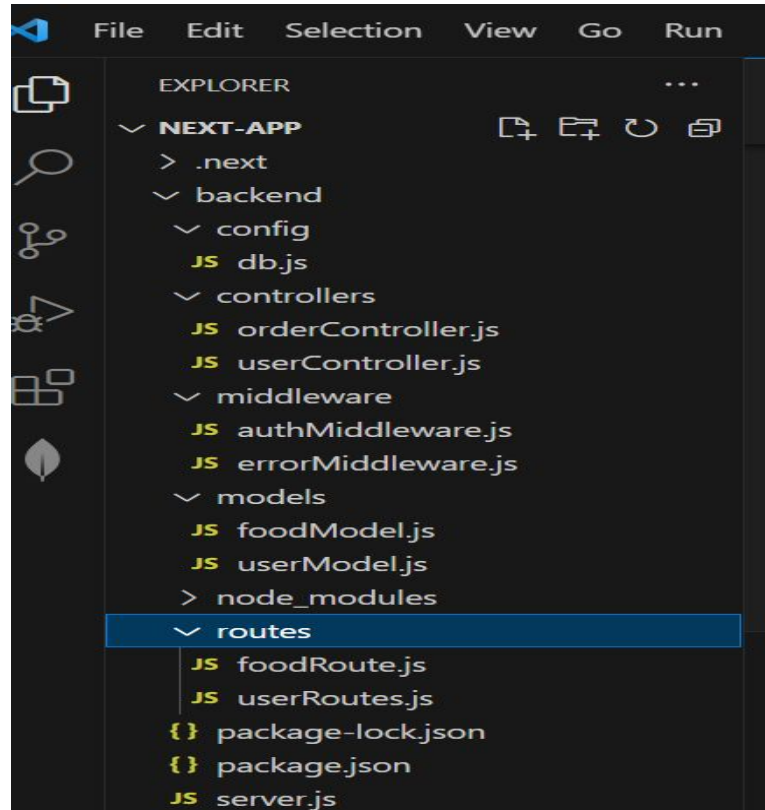 File Edit Selection View Go Run
EXPLORER
NEXT-APP
.next
backend
config
JS db.js
controllers
JS orderController.js
JS userController.js
middleware
JS authMiddleware.js
JS errorMiddleware.js
models
JS foodModel.js
JS userModel.js
node_modules
routes
JS foodRoute.js
JS userRoutes.js
{} package-lock.json
{} package.json
JS server.js